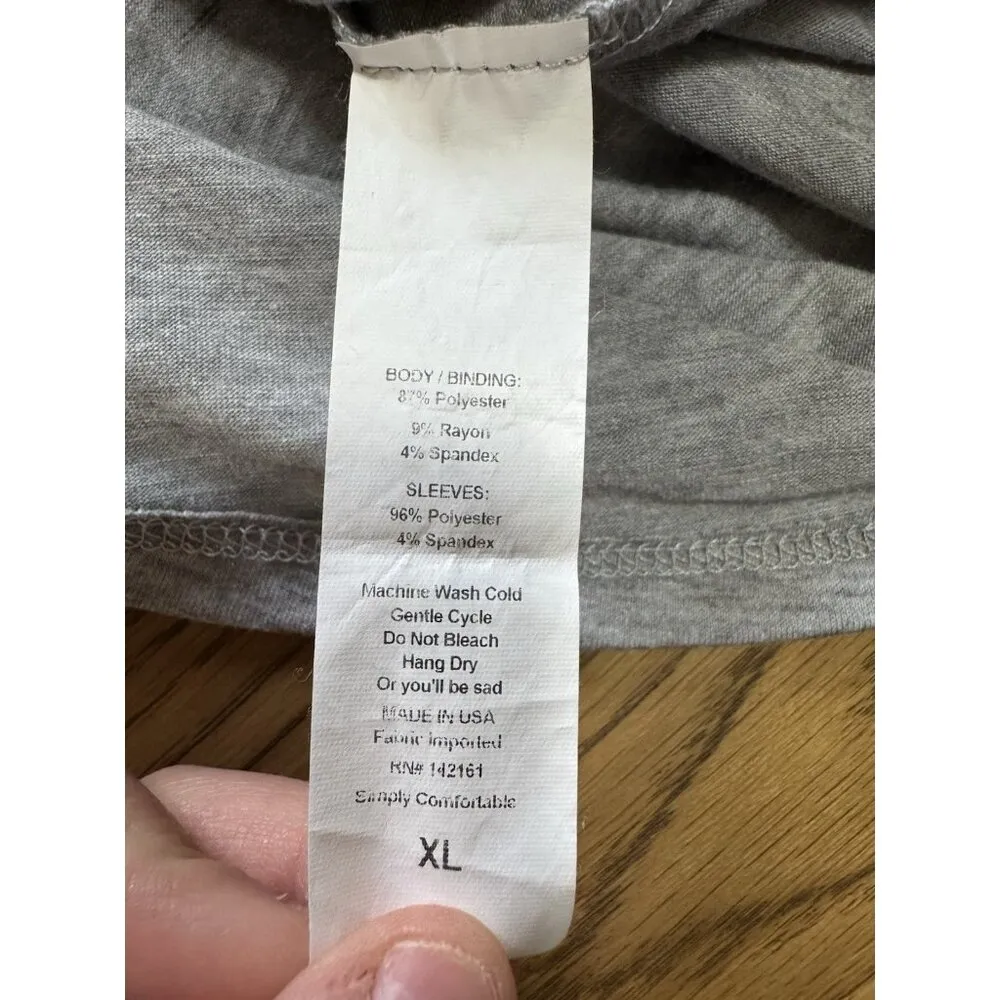 BODY / BINDING:
87% Polyester
9% Rayon
4% Spandex
SLEEVES:
96% Polyester
4% Spandex
Machine Wash Cold
Gentle Cycle
Do Not Bleach
Hang Dry
Or you'll be sad
MADE IN USA
Fabric imported
RN# 142161
Simply Comfortable
XL